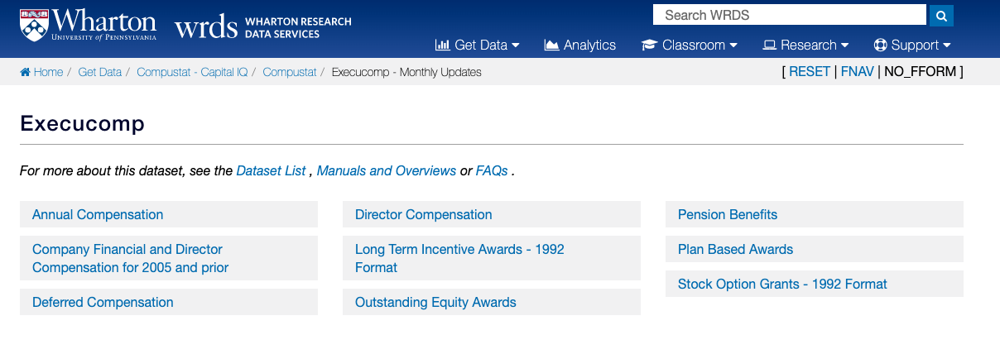 Wharton
UNIVERSITY of PENNSYLVANIA
wrds WHARTON RESEARCH
DATA SERVICES
Search WRDS
Get Data
Analytics
Classroom
Research
Support
Home / Get Data / Compustat - Capital IQ / Compustat / Execucomp - Monthly Updates
[ RESET | FNAV | NO_FFORM ]
Execucomp
For more about this dataset, see the Dataset List , Manuals and Overviews or FAQs .
Annual Compensation
Company Financial and Director
Compensation for 2005 and prior
Deferred Compensation
Director Compensation
Long Term Incentive Awards - 1992
Format
Outstanding Equity Awards
Pension Benefits
Plan Based Awards
Stock Option Grants - 1992 Format